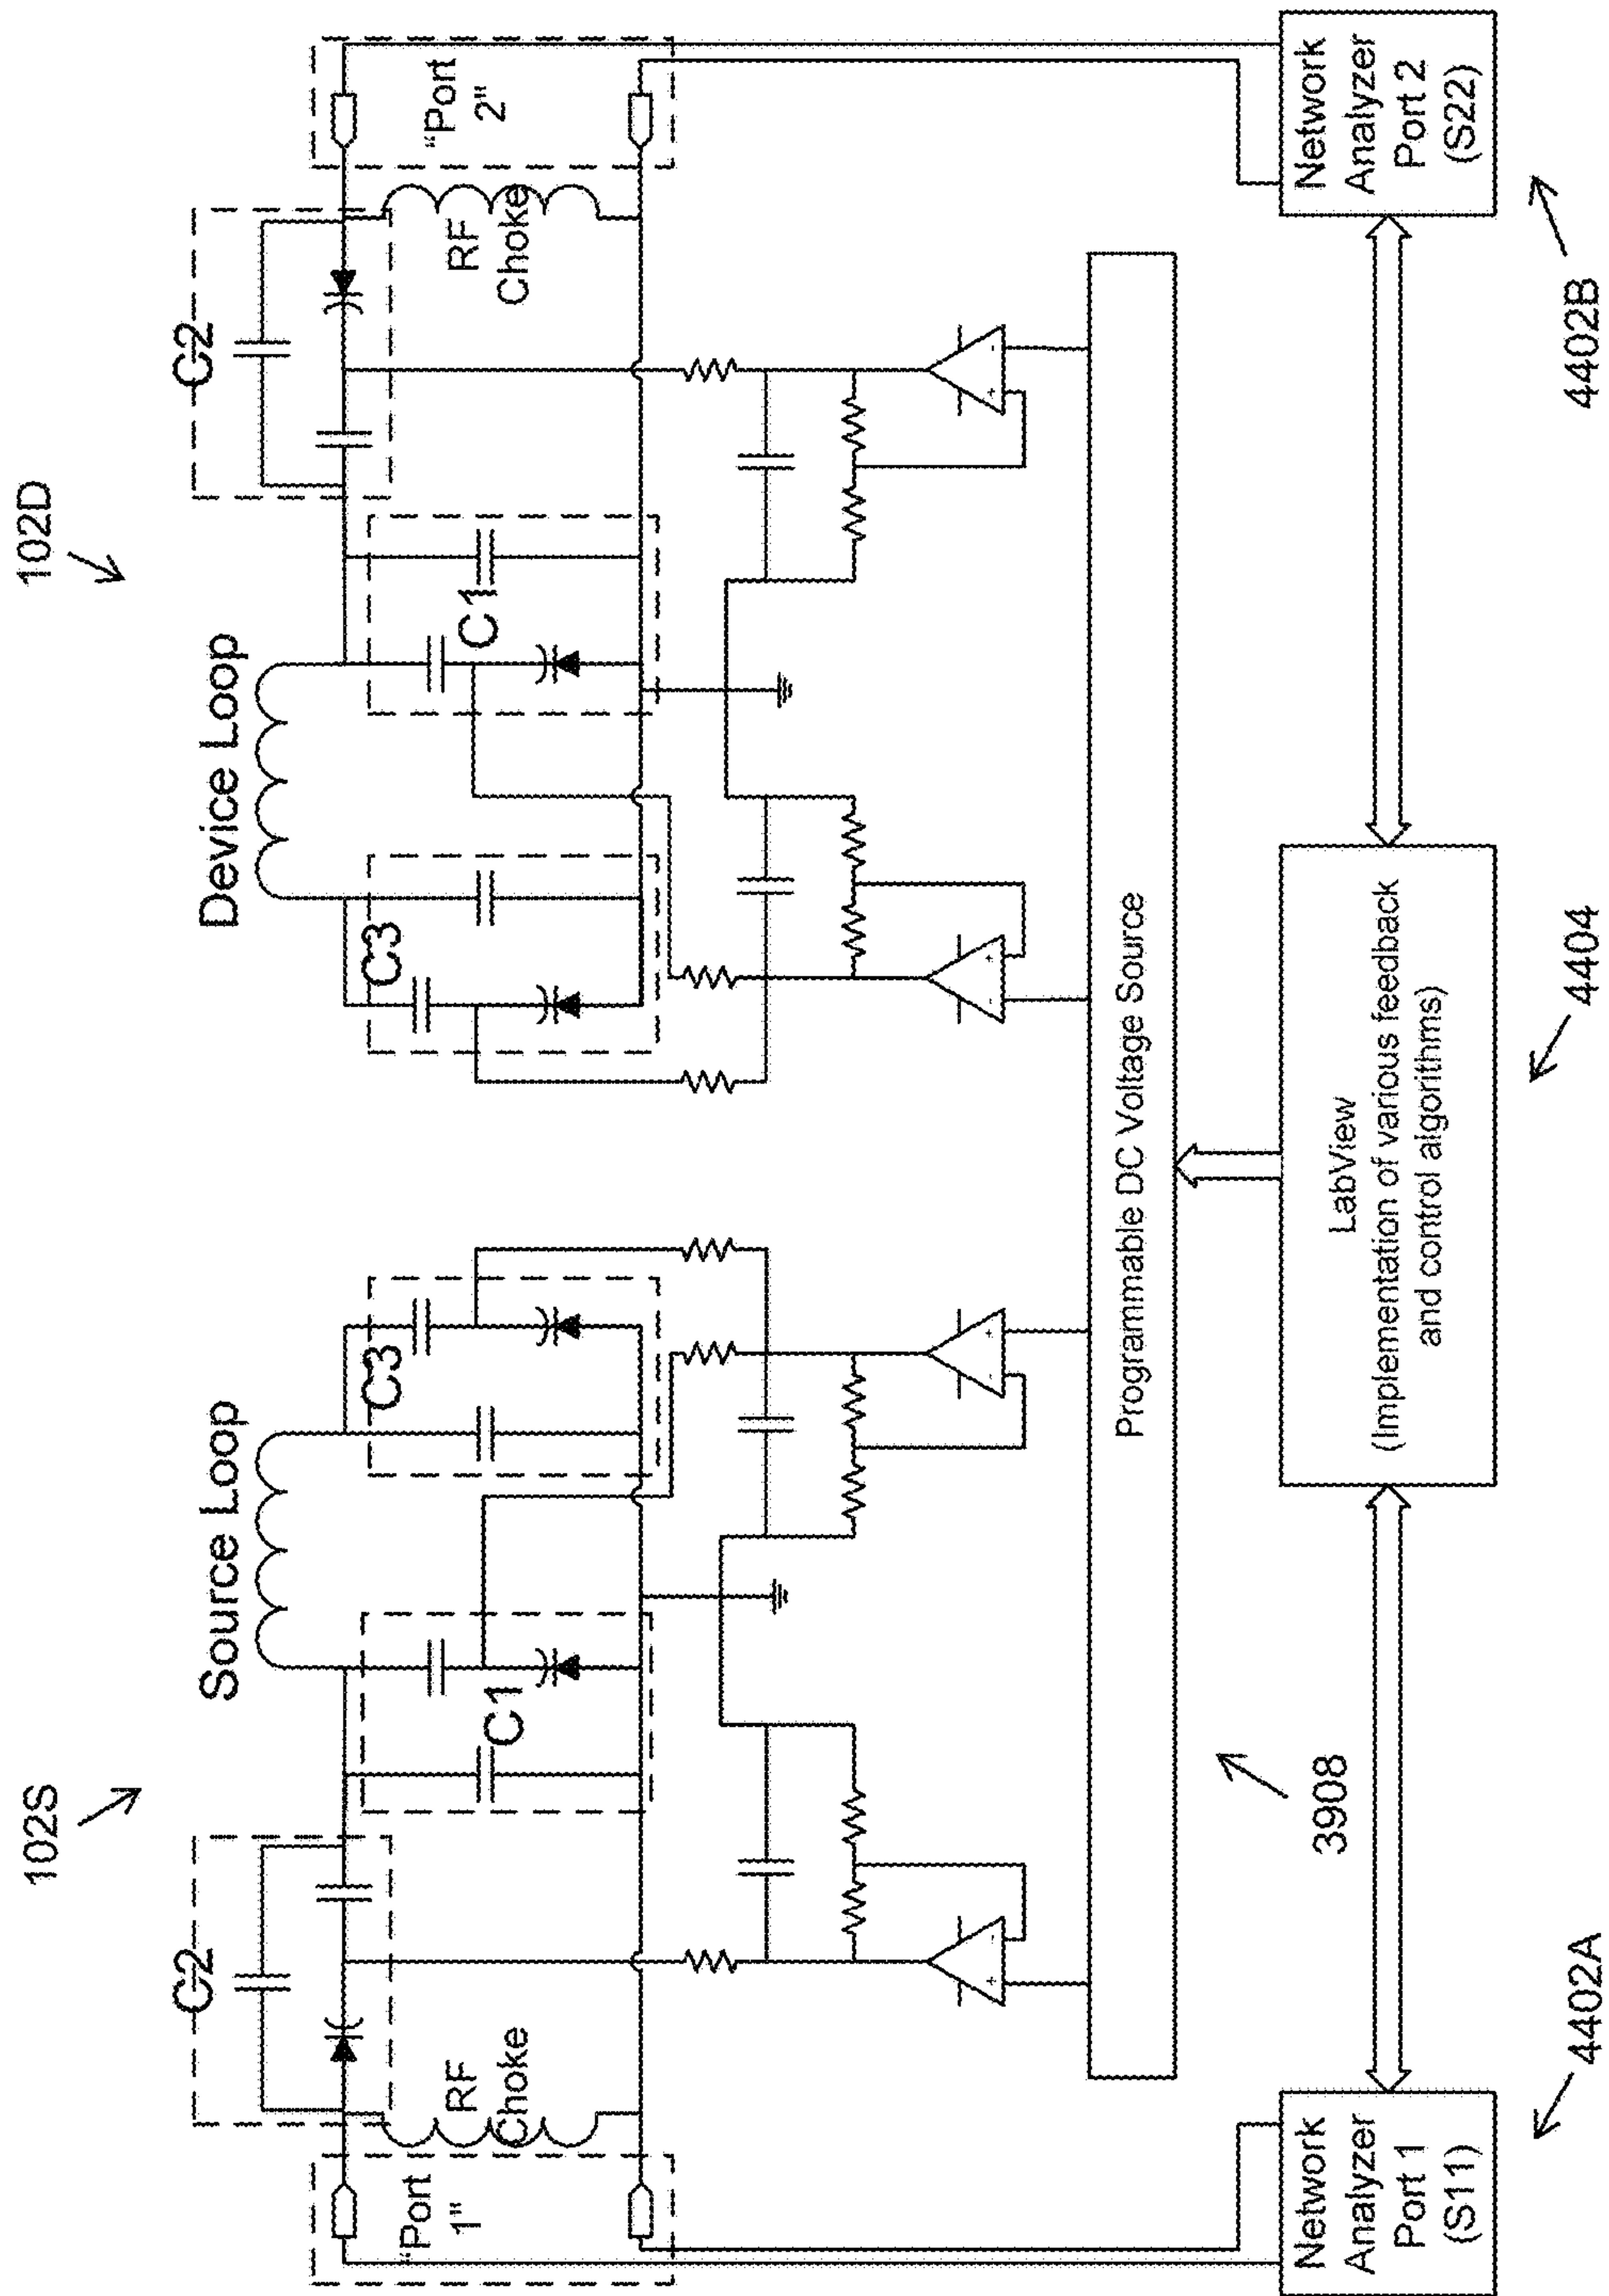 102S
102D
Source Loop
Device Loop
C2
C1
C3
C3
C1
C2
"Port
1"
RF
Choke
RF
Choke
"Port
2"
+
-
-
+
-
+
+
-
Programmable DC Voltage Source
3908
Network
Analyzer
Port 1
(S11)
LabView
(Implementation of various feedback
and control algorithms)
Network
Analyzer
Port 2
(S22)
4402A
4404
4402B